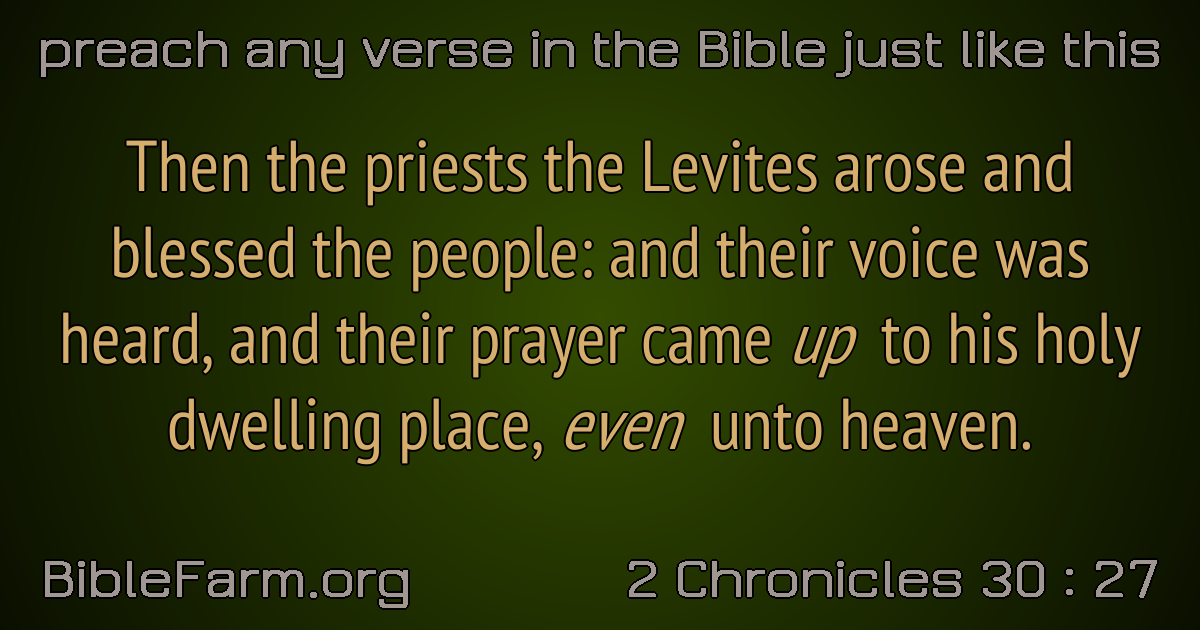 preach any verse in the Bible just like this
Then the priests the Levites arose and
blessed the people: and their voice was
heard, and their prayer came up to his holy
dwelling place, even unto heaven.
BibleFarm.org
2 Chronicles 30 : 27